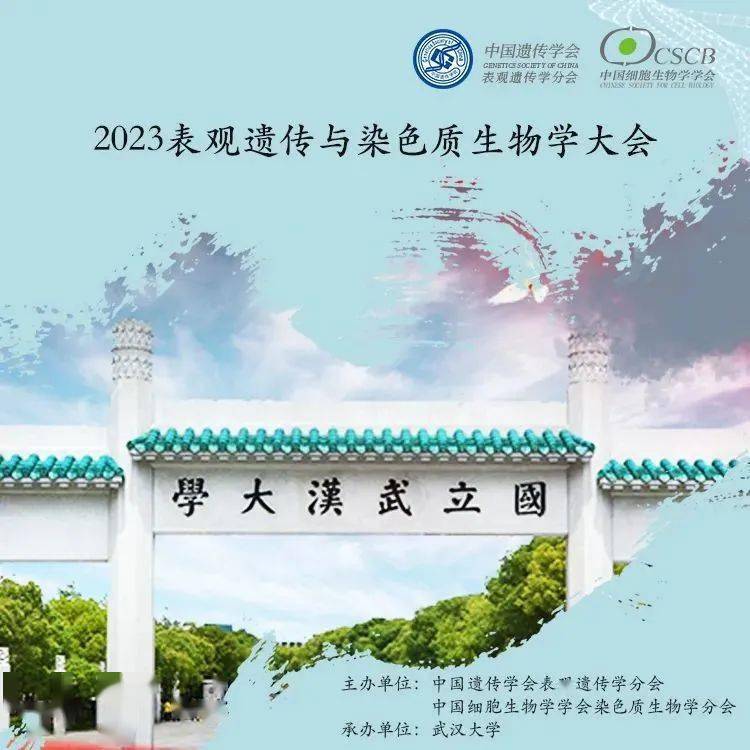 中国遗传学会
GENETICS SOCIETY OF CHINA
表观遗传学分会
CSCB
中国细胞生物学学会
CHINESE SOCIETY FOR CELL BIOLOGY
2023表观遗传与染色质生物学大会
學大漢武立國
主办单位：中国遗传学会表观遗传学分会
中国细胞生物学学会染色质生物学分会
承办单位：武汉大学